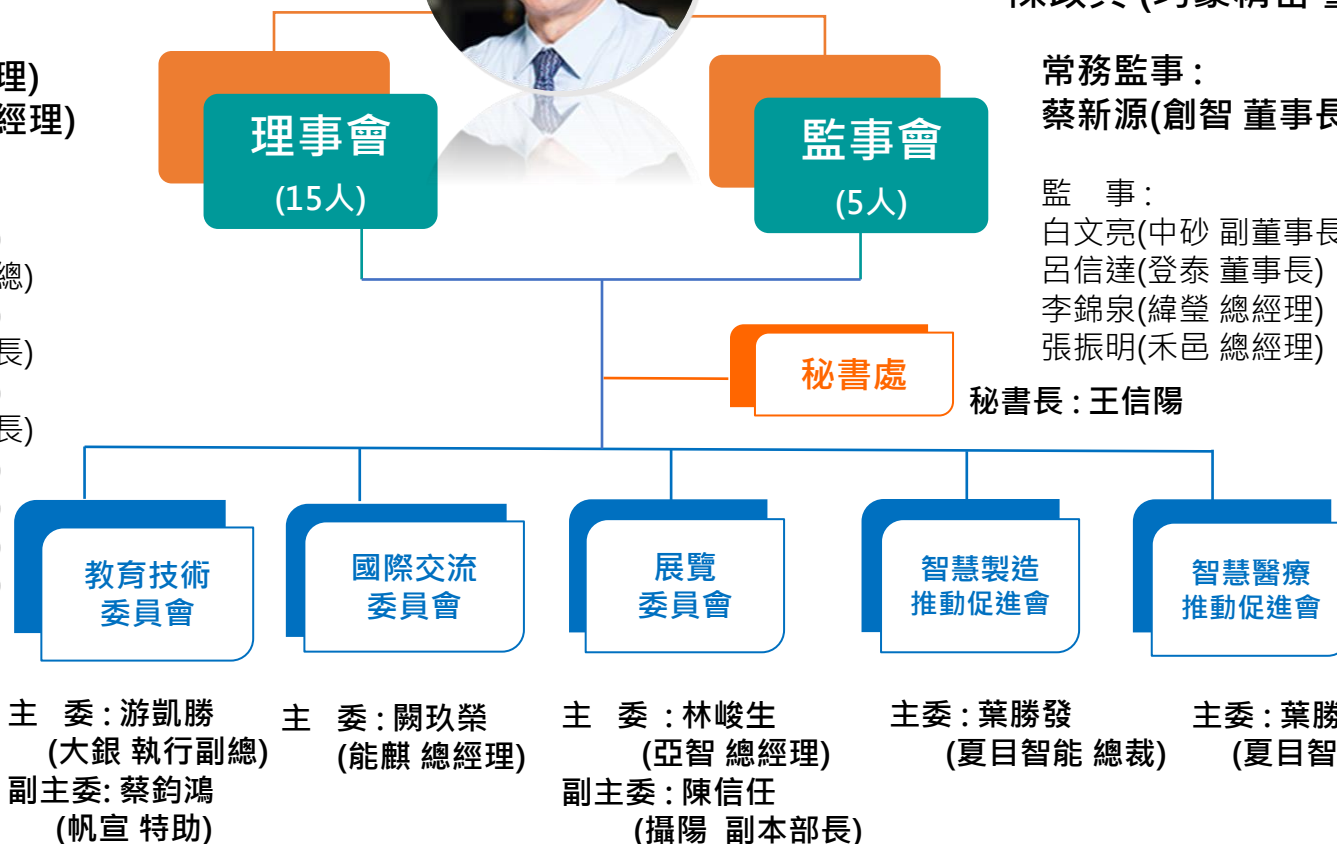 理)
經理)
總)
長)
長)
理事會
(15人)
監事會
(5人)
常務監事 :
蔡新源(創智 董事長
監 事 :
白文亮(中砂 副董事長
呂信達(登泰 董事長)
李錦泉(緯瑩 總經理)
張振明(禾邑 總經理)
秘書處
秘書長 : 王信陽
教育技術
委員會
國際交流
委員會
展覽
委員會
智慧製造
推動促進會
智慧醫療
推動促進會
主 委 : 游凱勝
(大銀 執行副總)
副主委: 蔡鈞鴻
(帆宣 特助)
主 委 : 闕玖榮
(能麒 總經理)
主 委 : 林峻生
(亞智 總經理)
副主委 : 陳信任
(攝陽 副本部長)
主委 : 葉勝發
(夏目智能 總裁)
主委 : 葉勝
(夏目智